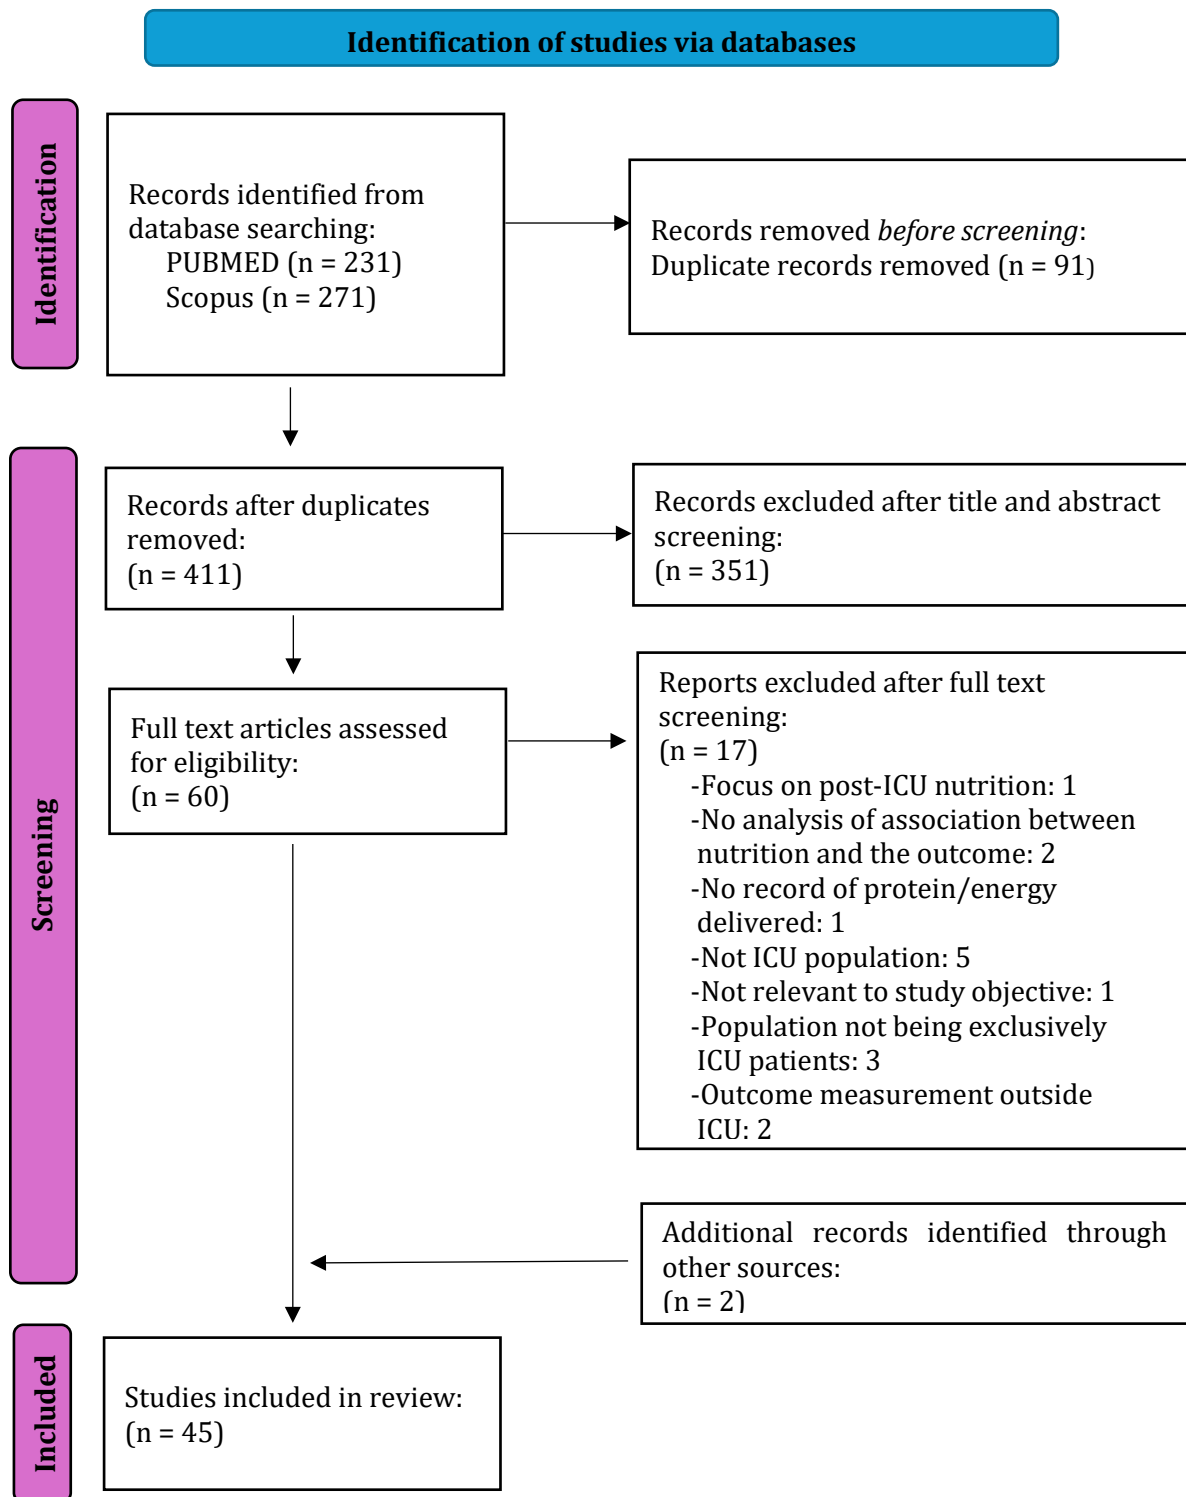 Identification of studies via databases
Identification
Records identified from
database searching:
PUBMED (n = 231)
Scopus (n = 271)
Records removed before screening:
Duplicate records removed (n = 91)
Screening
Records after duplicates
removed:
(n = 411)
Records excluded after title and abstract
screening:
(n = 351)
Full text articles assessed
for eligibility:
(n = 60)
Reports excluded after full text
screening:
(n = 17)
-Focus on post-ICU nutrition: 1
-No analysis of association between
nutrition and the outcome: 2
-No record of protein/energy
delivered: 1
-Not ICU population: 5
-Not relevant to study objective: 1
-Population not being exclusively
ICU patients: 3
-Outcome measurement outside
ICU: 2
Additional records identified through
other sources:
(n = 2)
Included
Studies included in review:
(n = 45)